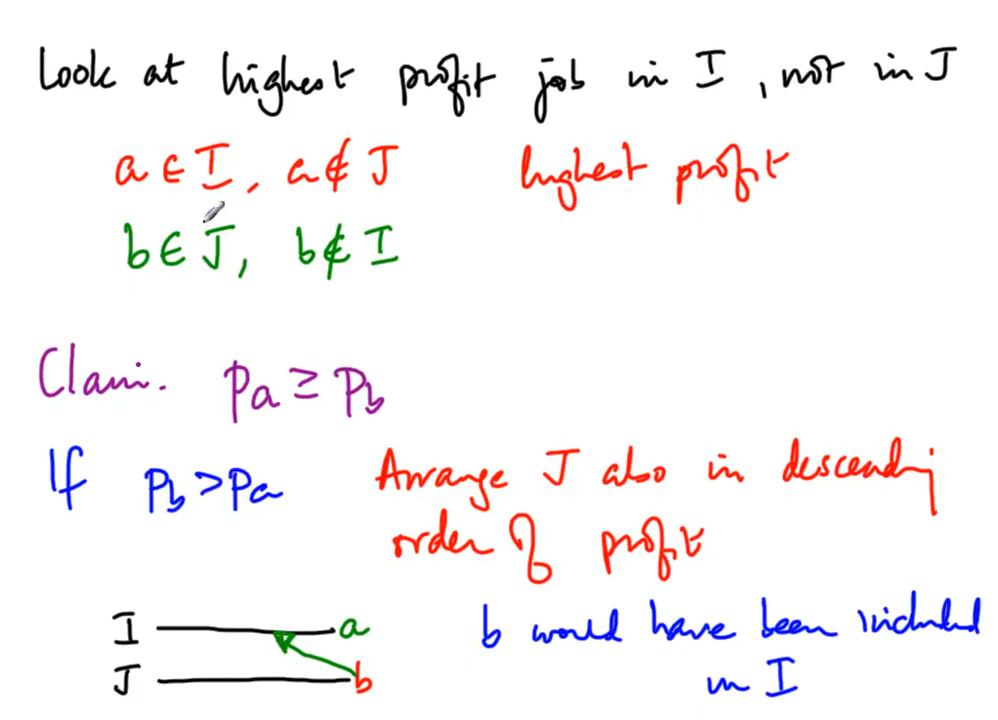 Look at highest profit job in I, not in J
a ∈ I, a ∉ J highest profit
b ∈ J, b ∉ I
Claim. pa ≥ pb
If pb > pa Arrange J also in descending
order of profit
I a b would have been included
J b in I